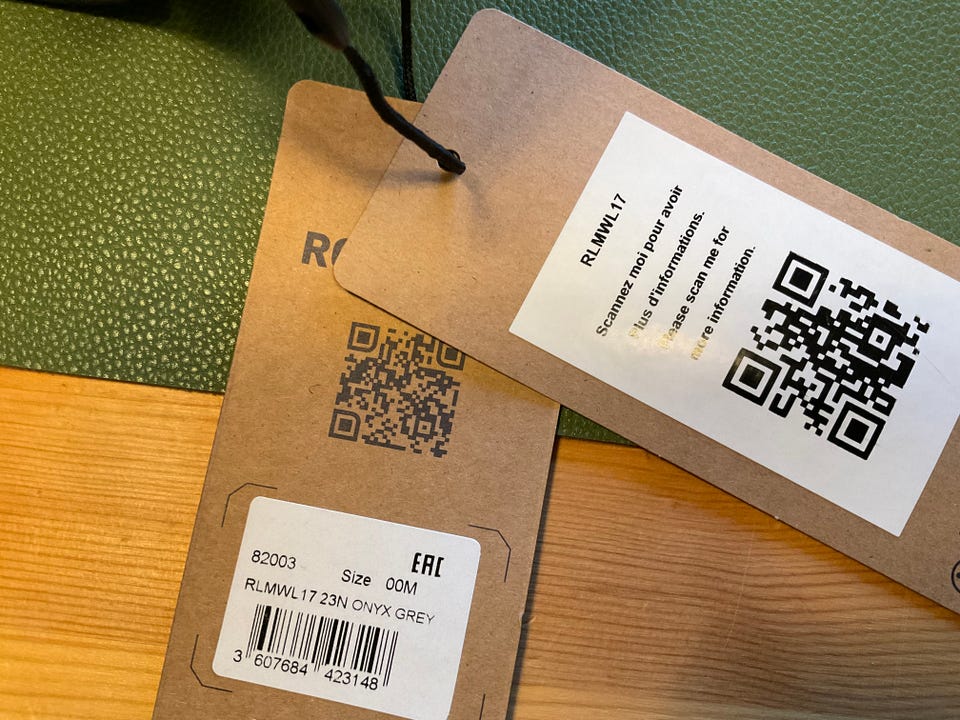 RLMWL17
Scannez moi pour avoir
Plus d'informations.
Please scan me for
more information.
82003
EAC
Size 00M
RLMWL17 23N ONYX GREY
3 607684 423148